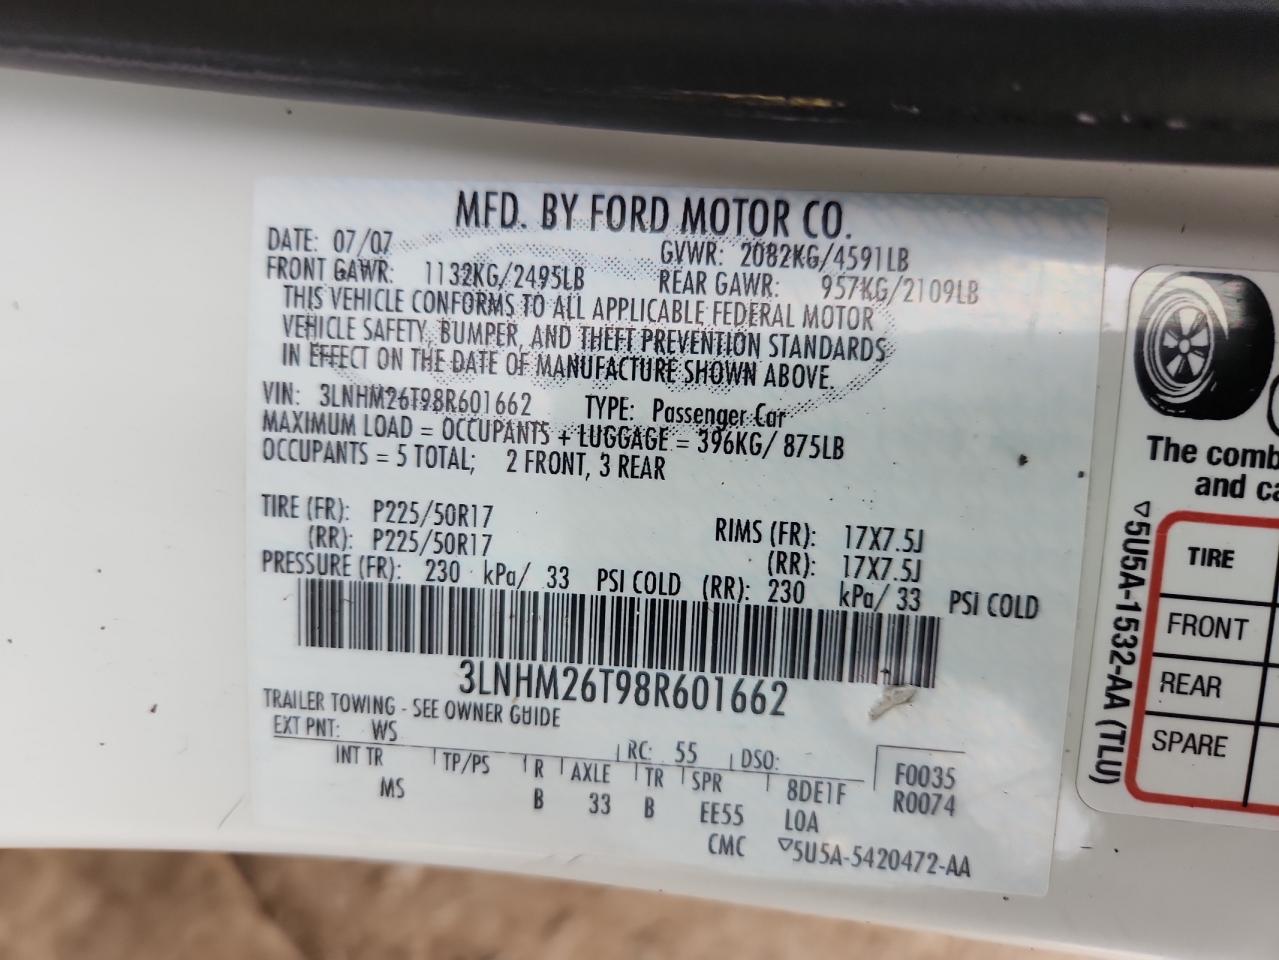 MFD. BY FORD MOTOR CO.
DATE: 07/07 GVWR: 2082KG/4591LB
FRONT GAWR: 1132KG/2495LB REAR GAWR: 957KG/2109LB
THIS VEHICLE CONFORMS TO ALL APPLICABLE FEDERAL MOTOR
VEHICLE SAFETY, BUMPER, AND THEFT PREVENTION STANDARDS
IN EFFECT ON THE DATE OF MANUFACTURE SHOWN ABOVE.
VIN: 3LNHM26T98R601662 TYPE: Passenger Car
MAXIMUM LOAD = OCCUPANTS + LUGGAGE = 396KG/ 875LB
OCCUPANTS = 5 TOTAL; 2 FRONT, 3 REAR
TIRE (FR): P225/50R17 RIMS (FR): 17X7.5J
(RR): P225/50R17 (RR): 17X7.5J
PRESSURE (FR): 230 kPa/ 33 PSI COLD (RR): 230 kPa/ 33 PSI COLD
3LNHM26T98R601662
TRAILER TOWING - SEE OWNER GUIDE
EXT PNT: WS RC: 55 DSO:
INT TR TP/PS R AXLE TR SPR 8DE1F F0035
MS B 33 B EE55 LOA R0074
CMC ▽5U5A-5420472-AA
The comb
and ca
▽5U5A-1532-AA (TLU)
TIRE
FRONT
REAR
SPARE